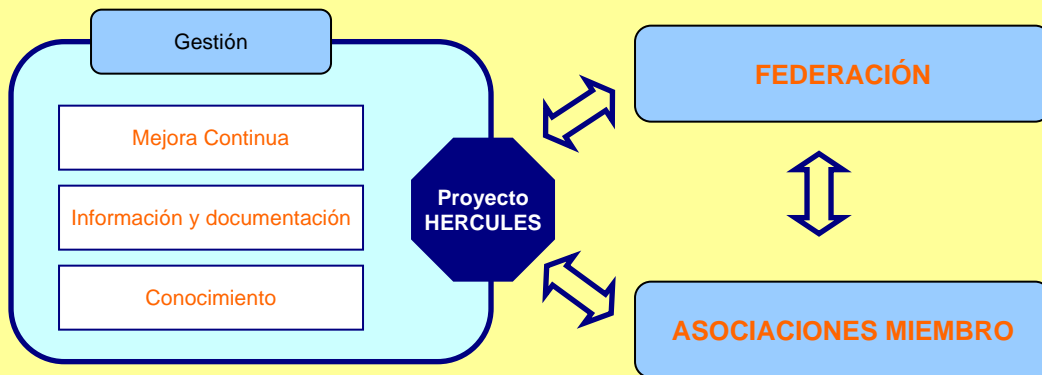 Gestión
Mejora Continua
Información y documentación
Conocimiento
Proyecto
HERCULES
FEDERACIÓN
ASOCIACIONES MIEMBRO